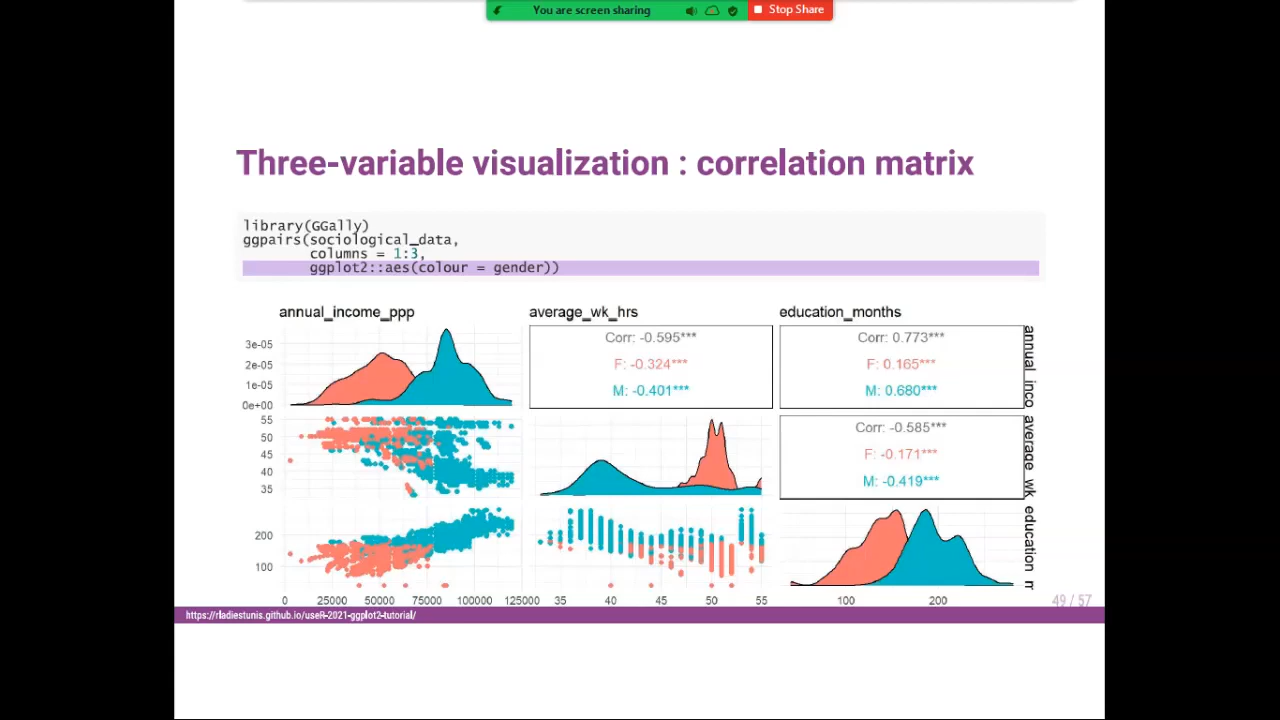 You are screen sharing
Stop Share
Three-variable visualization : correlation matrix
library(GGally)
ggpairs(sociological_data,
columns = 1:3,
ggplot2::aes(colour = gender))
annual_income_ppp
average_wk_hrs
education_months
3e-05
2e-05
1e-05
0e+00
Corr: -0.595***
F: -0.324***
M: -0.401***
Corr: 0.773***
F: 0.165***
M: 0.680***
annual_inco
55
50
45
40
35
Corr: -0.585***
F: -0.171***
M: -0.419***
average_wk
200
100
education_m
0 25000 50000 75000 100000 125000
35 40 45 50 55
100 200
49 / 57
https://rladiestunis.github.io/useR-2021-ggplot2-tutorial/